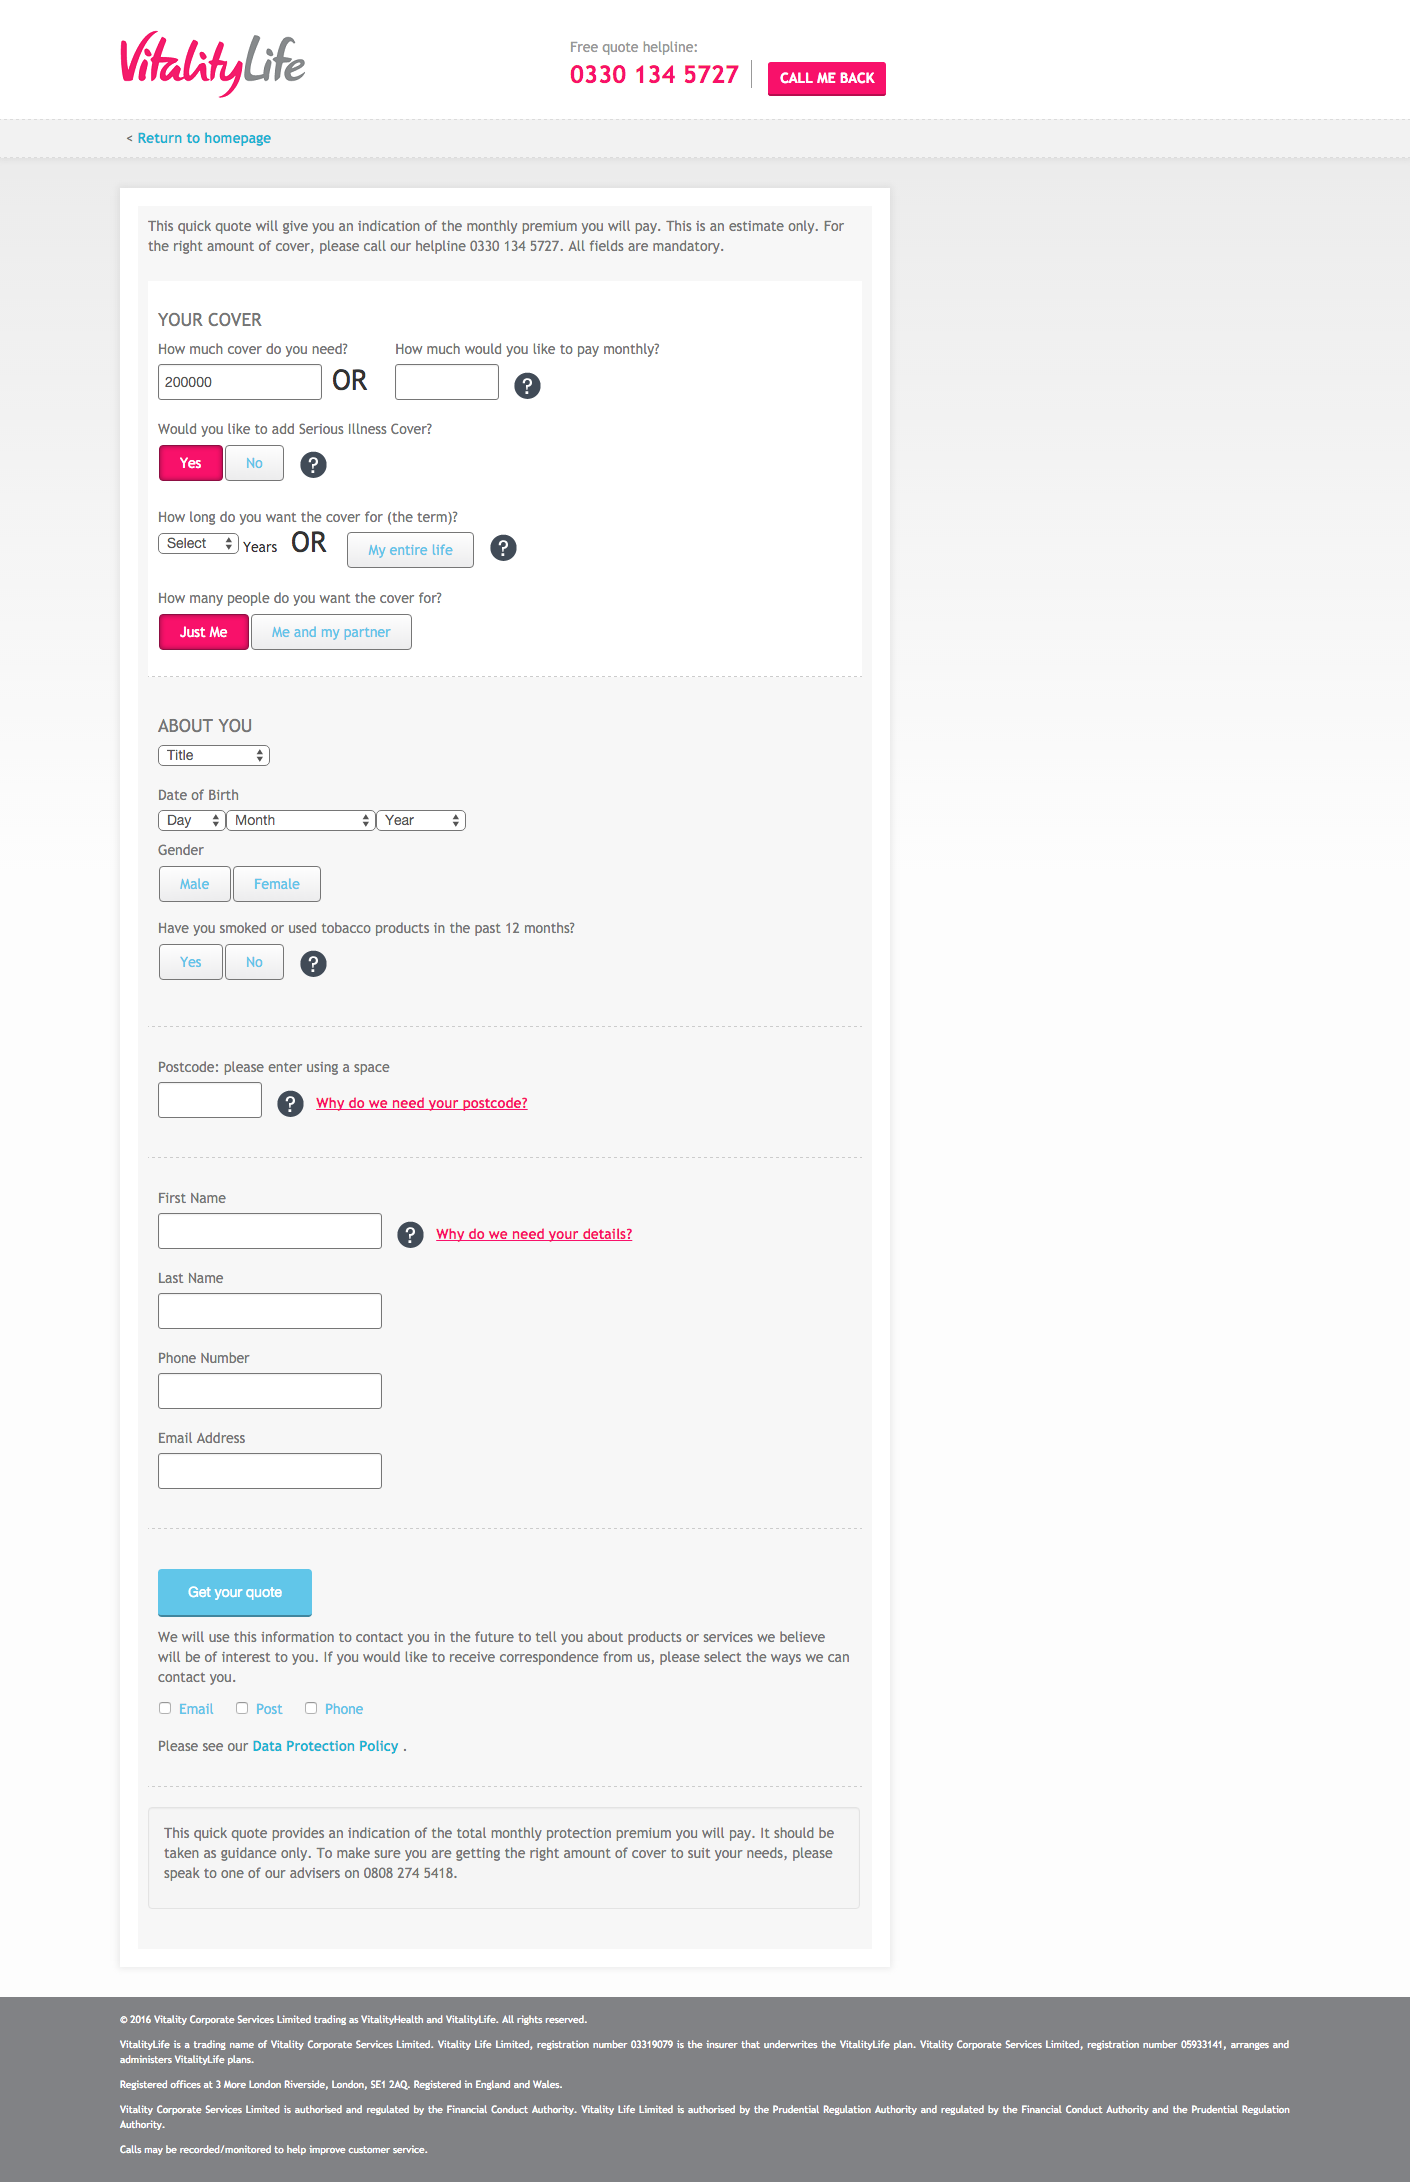 VitalityLife
Free quote helpline:
0330 134 5727
CALL ME BACK
< Return to homepage
This quick quote will give you an indication of the monthly premium you will pay. This is an estimate only. For
the right amount of cover, please call our helpline 0330 134 5727. All fields are mandatory.
YOUR COVER
How much cover do you need? How much would you like to pay monthly?
200000 OR ?
Would you like to add Serious Illness Cover?
Yes No ?
How long do you want the cover for (the term)?
Select Years OR My entire life ?
How many people do you want the cover for?
Just Me Me and my partner
ABOUT YOU
Title
Date of Birth
Day Month Year
Gender
Male Female
Have you smoked or used tobacco products in the past 12 months?
Yes No ?
Postcode: please enter using a space
? Why do we need your postcode?
First Name
? Why do we need your details?
Last Name
Phone Number
Email Address
Get your quote
We will use this information to contact you in the future to tell you about products or services we believe
will be of interest to you. If you would like to receive correspondence from us, please select the ways we can
contact you.
Email Post Phone
Please see our Data Protection Policy .
This quick quote provides an indication of the total monthly protection premium you will pay. It should be
taken as guidance only. To make sure you are getting the right amount of cover to suit your needs, please
speak to one of our advisers on 0808 274 5418.
© 2016 Vitality Corporate Services Limited trading as VitalityHealth and VitalityLife. All rights reserved.
VitalityLife is a trading name of Vitality Corporate Services Limited. Vitality Life Limited, registration number 03319079 is the insurer that underwrites the VitalityLife plan. Vitality Corporate Services Limited, registration number 05933141, arranges and
administers VitalityLife plans.
Registered offices at 3 More London Riverside, London, SE1 2AQ. Registered in England and Wales.
Vitality Corporate Services Limited is authorised and regulated by the Financial Conduct Authority. Vitality Life Limited is authorised by the Prudential Regulation Authority and regulated by the Financial Conduct Authority and the Prudential Regulation
Authority.
Calls may be recorded/monitored to help improve customer service.